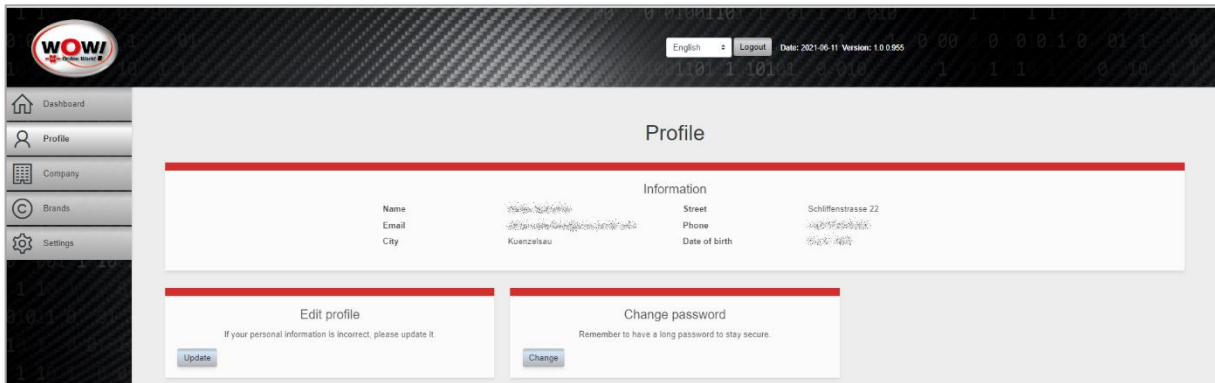 WOW!
Online World
English Logout Date: 2021-06-11 Version: 1.0.0.955
Dashboard
Profile
Company
Brands
Settings
Profile
Information
Name Street Schliffenstrasse 22
Email Phone
City Kuenzelsau Date of birth
Edit profile
If your personal information is incorrect, please update it.
Update
Change password
Remember to have a long password to stay secure.
Change